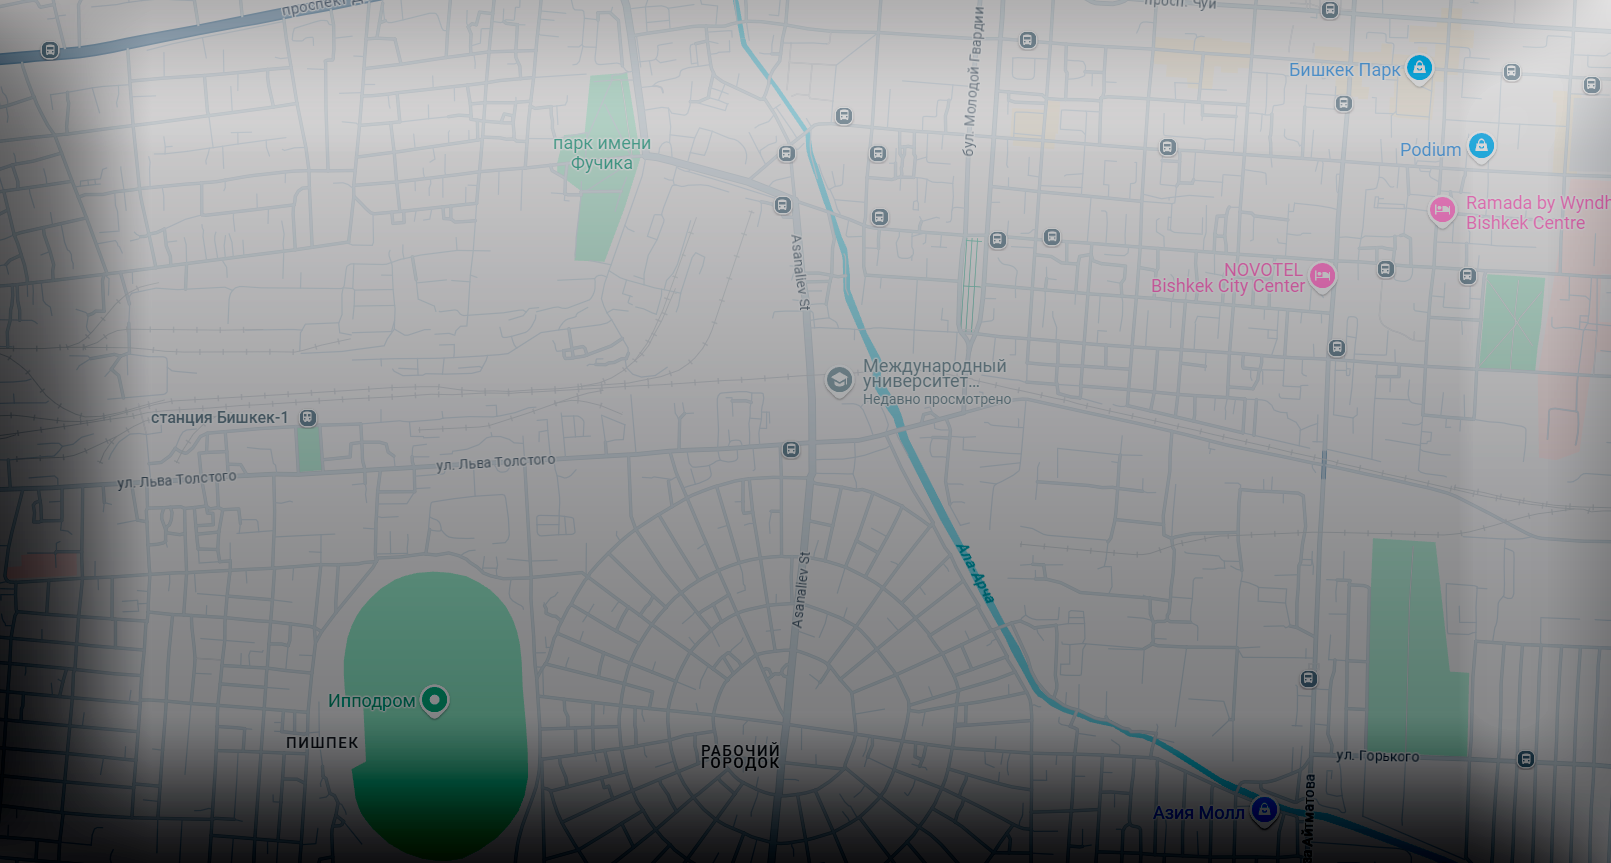 проспект
просп. Чуй
бул. Молодой Гвардии
Бишкек Парк
парк имени
Фучика
Podium
Ramada by Wyndh
Bishkek Centre
Asanaliev St
NOVOTEL
Bishkek City Center
Международный
университет...
Недавно просмотрено
станция Бишкек-1
ул. Льва Толстого
ул. Льва Толстого
Ала-Арча
Asanaliev St
Ипподром
ПИШПЕК
РАБОЧИЙ
ГОРОДОК
ул. Горького
Азия Молл
Айтматова